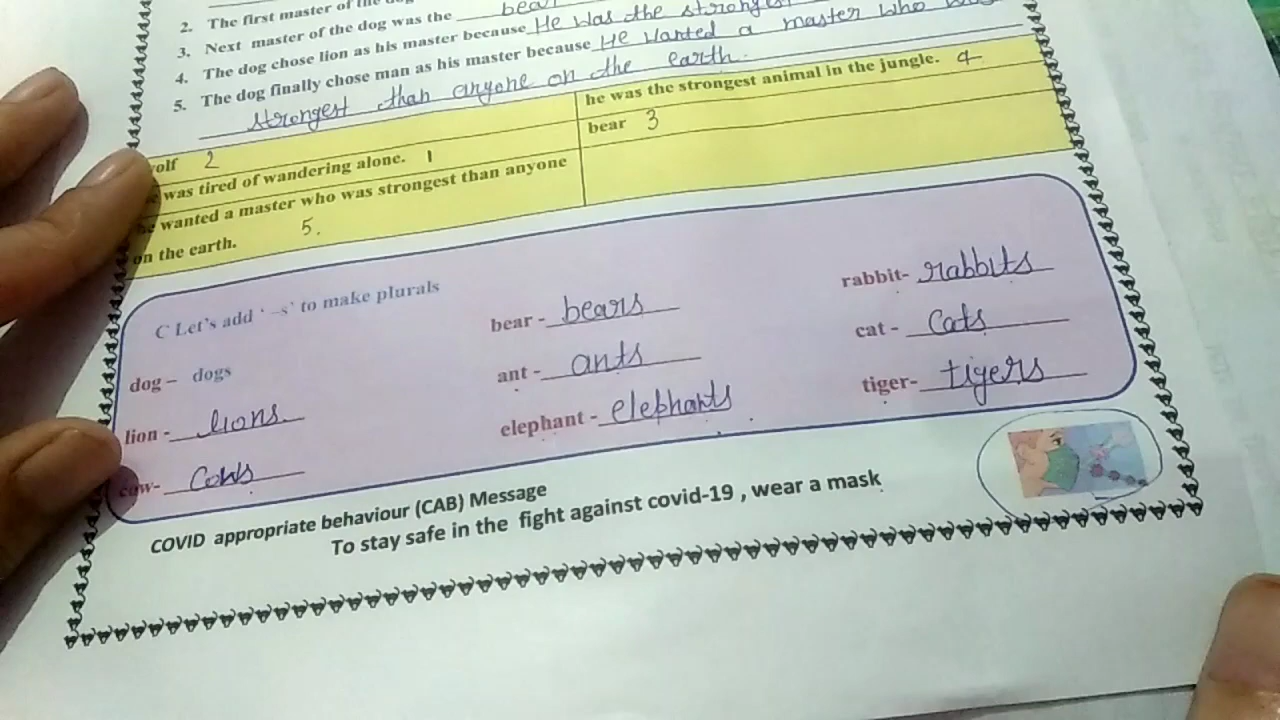 2. The first master of the dog
3. Next master of the dog was the bear
4. The dog chose lion as his master because He was the strongest
5. The dog finally chose man as his master because He wanted a master who was
strongest than anyone on the earth.
olf 2
he was the strongest animal in the jungle. 4
was tired of wandering alone. 1
bear 3
he wanted a master who was strongest than anyone
on the earth. 5.
C Let's add ' –s' to make plurals
dog – dogs
lion - lions
cow- cows
bear - bears
ant - ants
elephant - elephants
rabbit- rabbits
cat - cats
tiger- tigers
COVID appropriate behaviour (CAB) Message
To stay safe in the fight against covid-19 , wear a mask